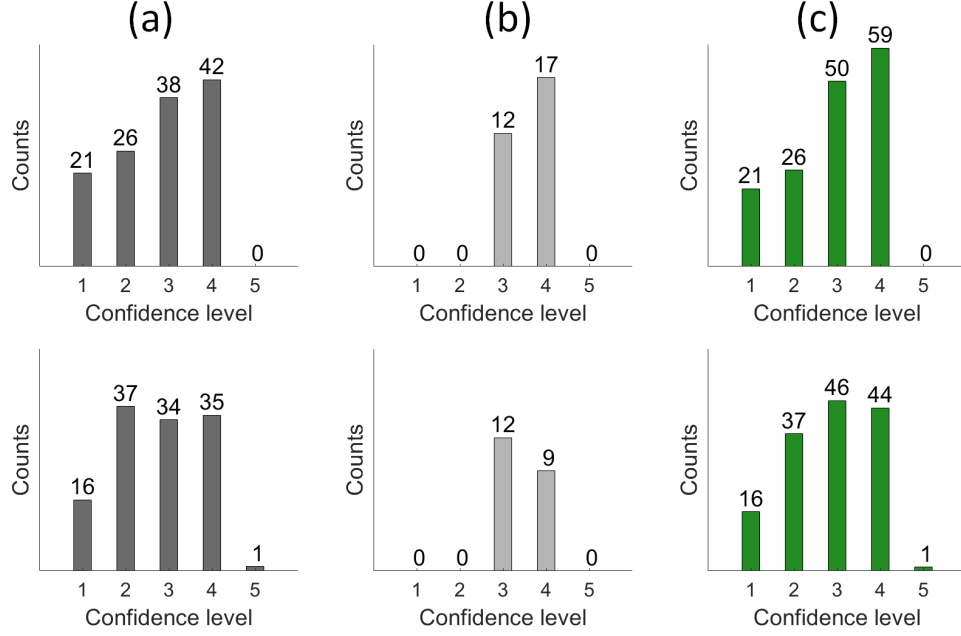 (a) (b) (c)
Counts
21 26 38 42 0
1 2 3 4 5
Confidence level
Counts
0 0 12 17 0
1 2 3 4 5
Confidence level
Counts
21 26 50 59 0
1 2 3 4 5
Confidence level
Counts
16 37 34 35 1
1 2 3 4 5
Confidence level
Counts
0 0 12 9 0
1 2 3 4 5
Confidence level
Counts
16 37 46 44 1
1 2 3 4 5
Confidence level